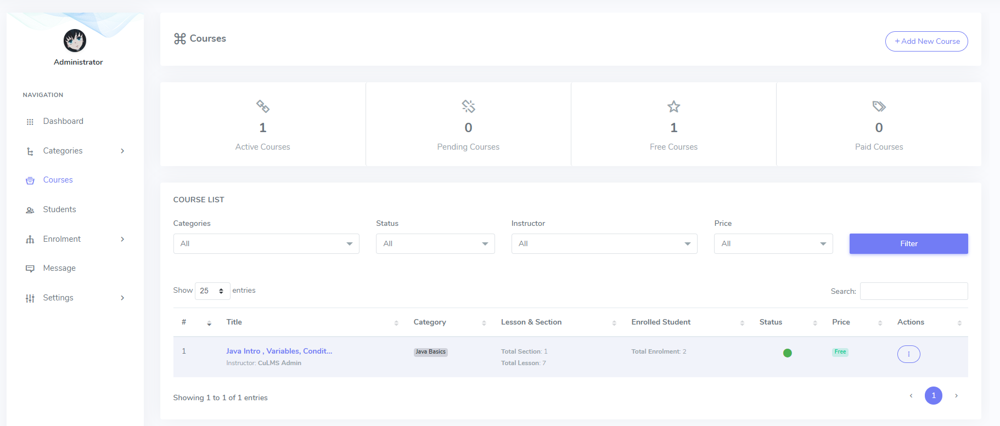 Administrator
NAVIGATION
Dashboard
Categories
Courses
Students
Enrolment
Message
Settings
Courses
+ Add New Course
1
Active Courses
0
Pending Courses
1
Free Courses
0
Paid Courses
COURSE LIST
Categories Status Instructor Price
All All All All Filter
Show 25 entries Search:
# Title Category Lesson & Section Enrolled Student Status Price Actions
1 Java Intro , Variables, Condit... Java Basics Total Section: 1 Total Enrolment: 2 Free
Instructor: CuLMS Admin Total Lesson: 7
Showing 1 to 1 of 1 entries
‹ 1 ›